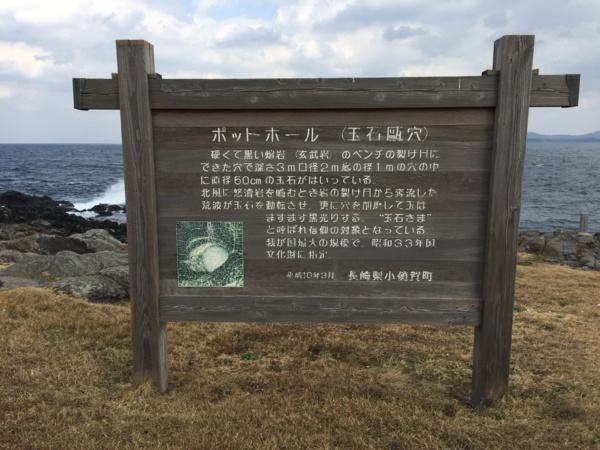 ポットホール （玉石甌穴）
硬くて黒い熔岩（玄武岩）のベンチの裂け目に
できた穴で深さ3m口径2m底の径1mの穴の中
に直径60cmの玉石がはいっている。
北風に怒濤岩を噛むとき岩の裂け目から突流した
荒波が玉石を動転させ、更に穴を削磨して玉は
ますます黒光りする。“玉石さま”
と呼ばれ信仰の対象となっている。
我が国最大の規模で、昭和33年国
文化財に指定
平成10年3月 長崎県小値賀町